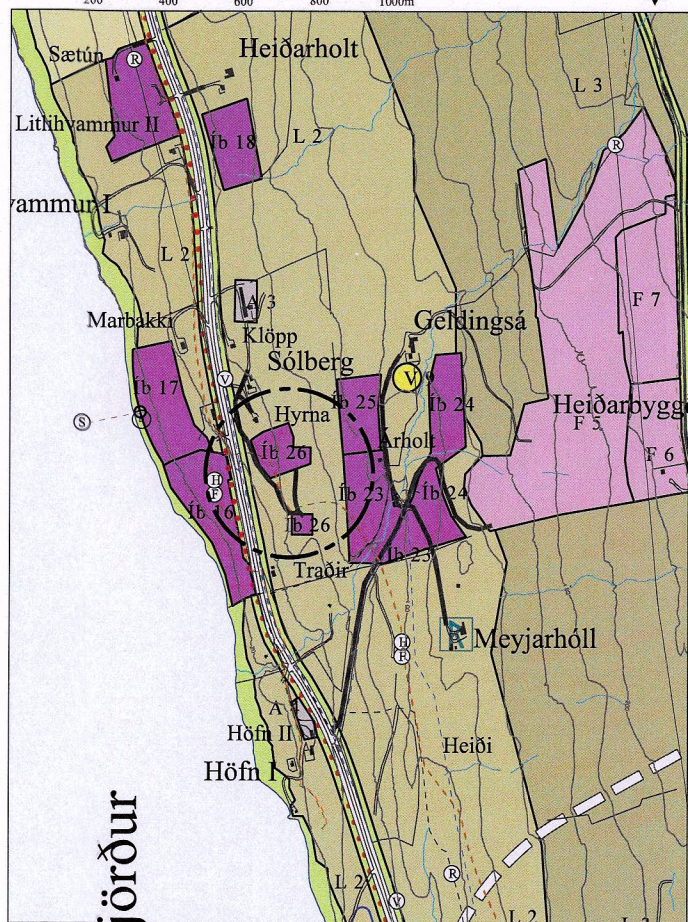 200 400 600 800 1000m
Sætún
R
Heiðarholt
L 3
Litlihvammur II
Íb 18
L 2
R
vammur I
L 2
A/3
F 7
Marbakki
Klöpp
Geldingsá
Sólberg
V
V
Íb 17
Hyrna
Íb 25
Íb 24
Heiðarbygg
S
F 5
Íb 26
Árholt
F 6
H
F
Íb 16
Íb 23
Íb 24
Íb 26
Íb 23
Traðir
H
R
Meyjarhóll
A
Höfn II
Heiði
Höfn I
jörður
L 2
R
V
L 2
L 3